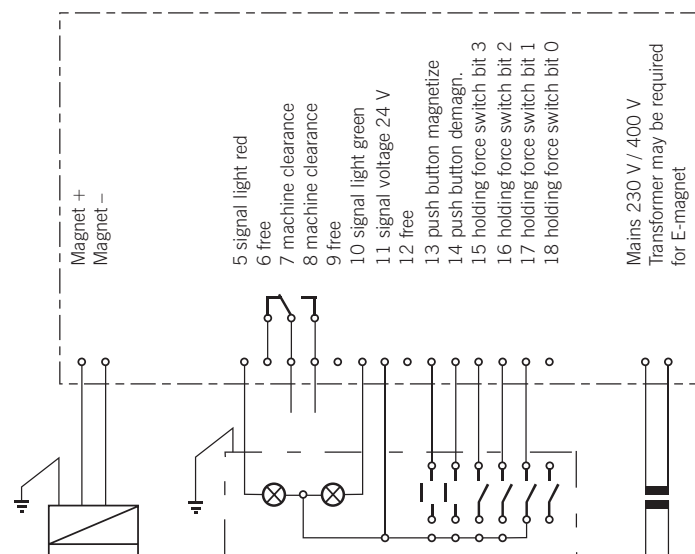 Magnet +
Magnet –
5 signal light red
6 free
7 machine clearance
8 machine clearance
9 free
10 signal light green
11 signal voltage 24 V
12 free
13 push button magnetize
14 push button demagn.
15 holding force switch bit 3
16 holding force switch bit 2
17 holding force switch bit 1
18 holding force switch bit 0
Mains 230 V / 400 V
Transformer may be required
for E-magnet